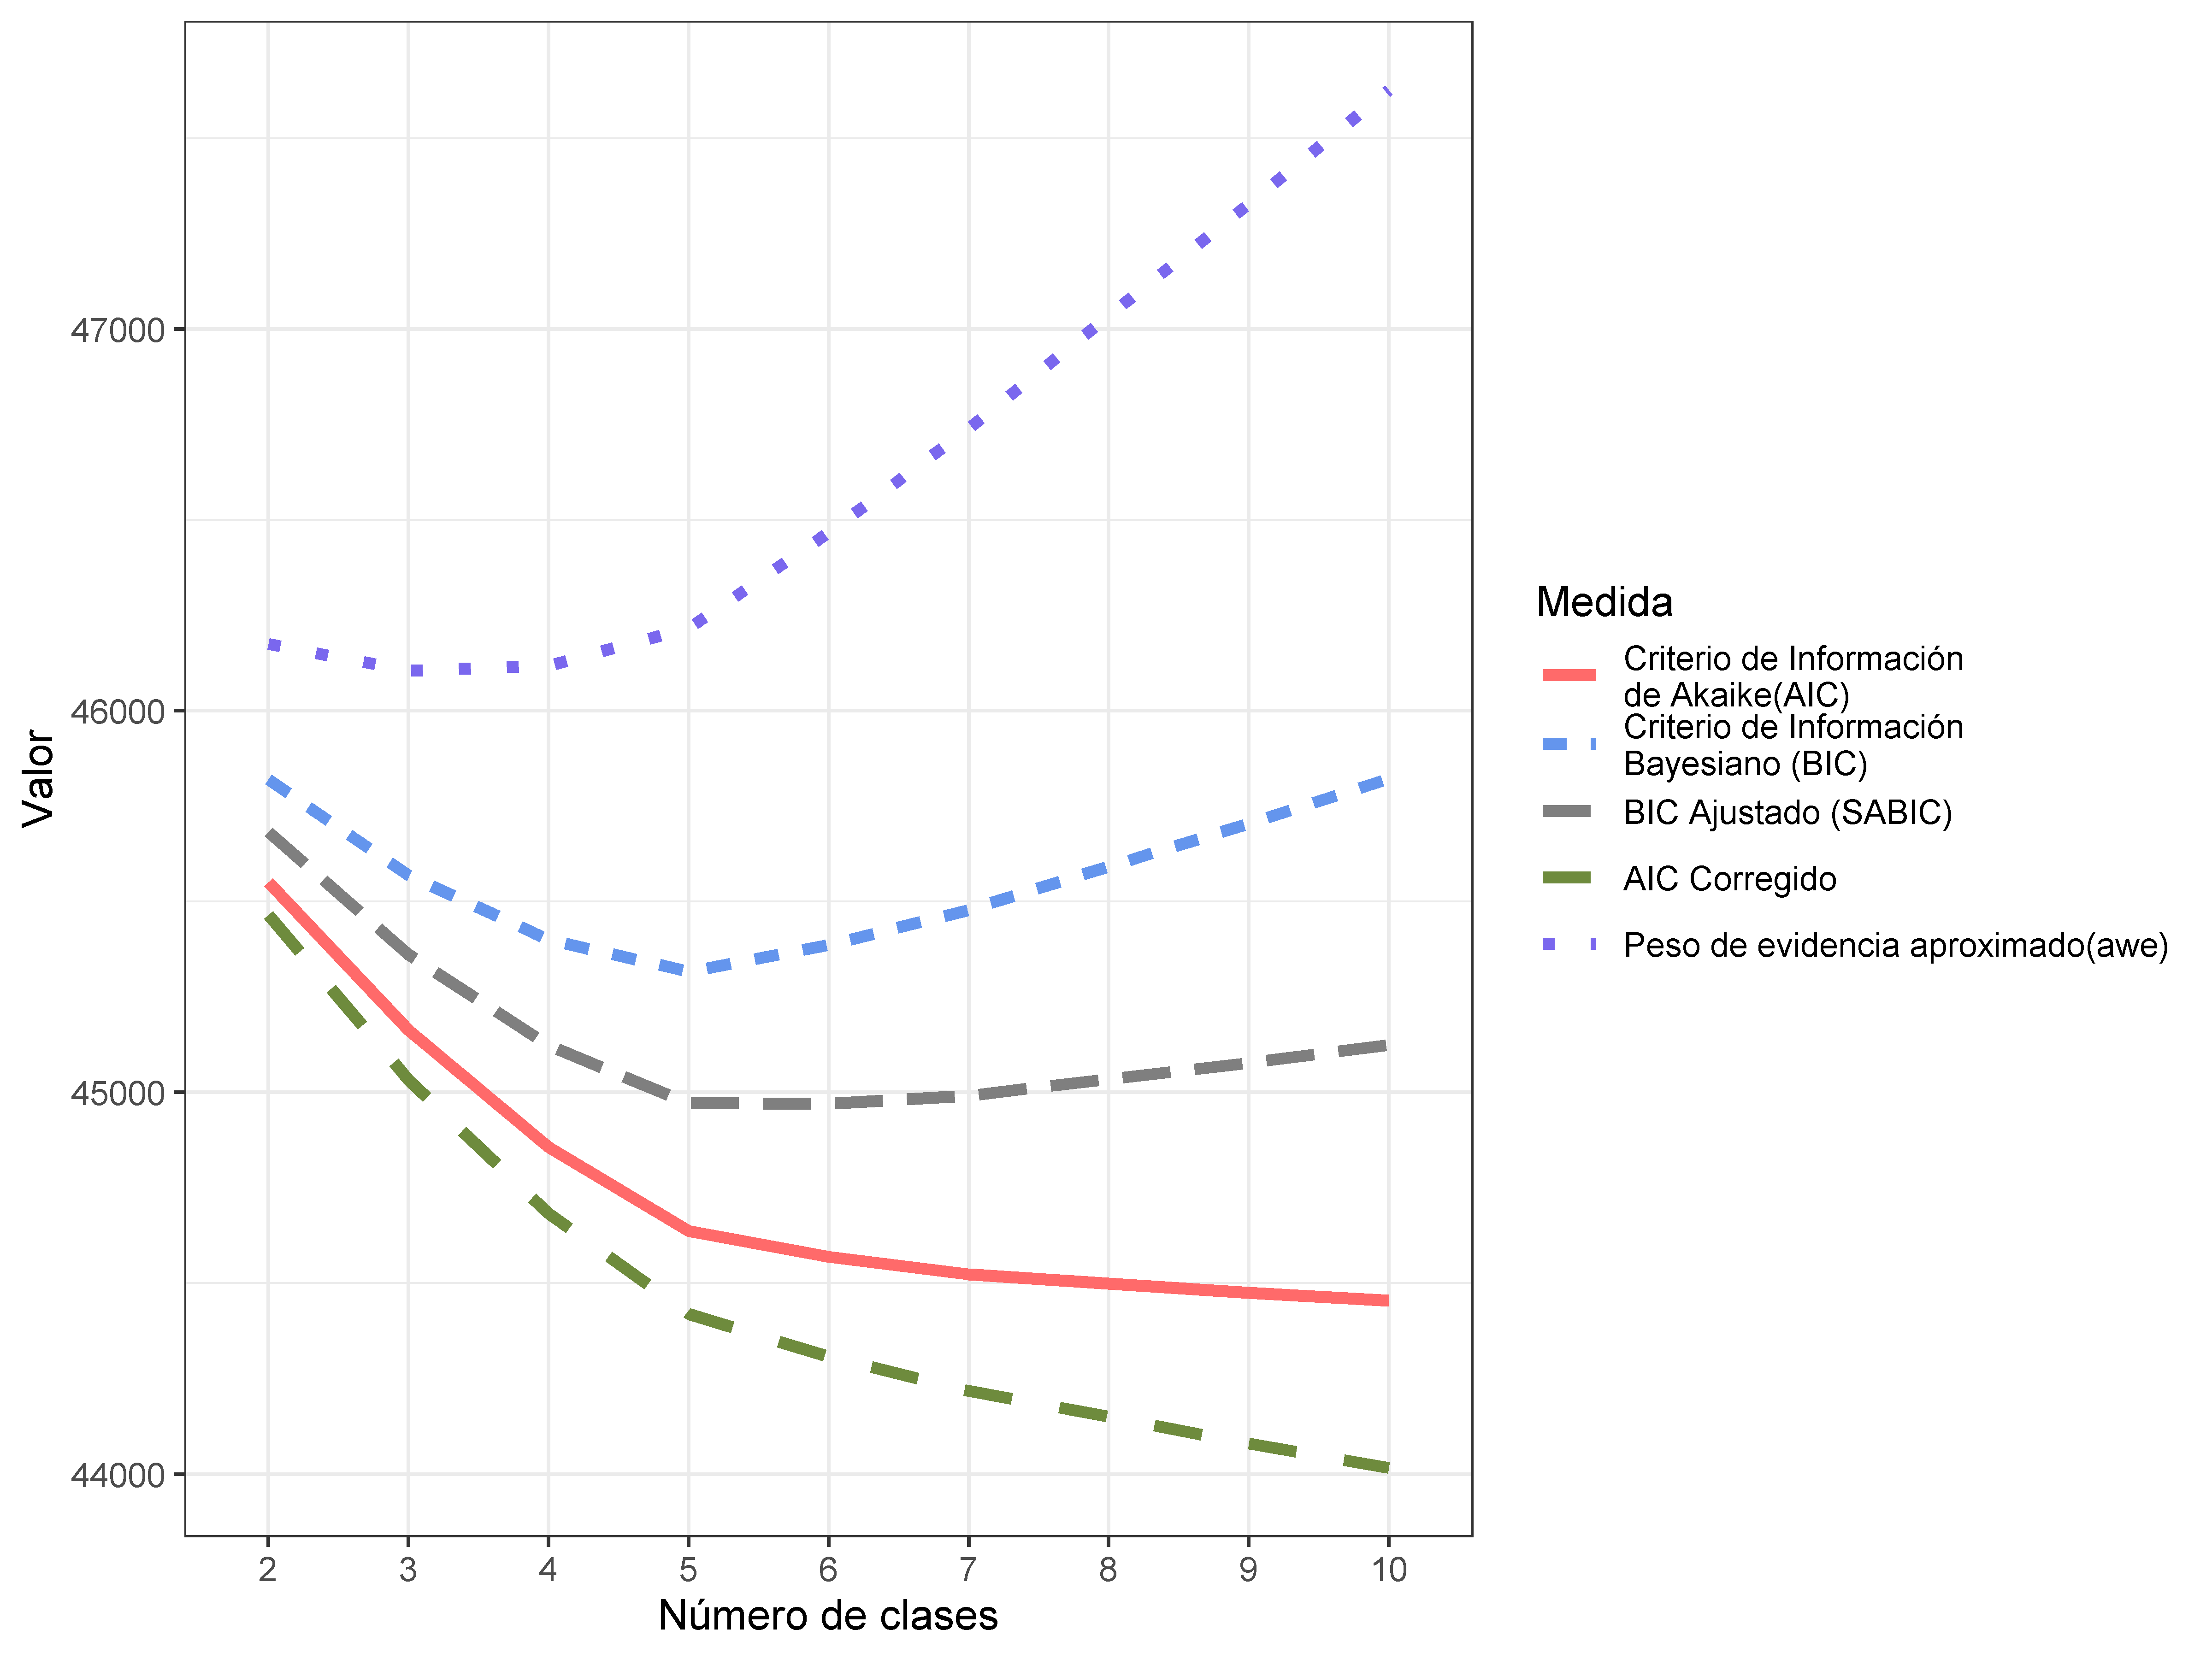 Valor
47000
46000
45000
44000
2 3 4 5 6 7 8 9 10
Número de clases
Medida
Criterio de Información
de Akaike(AIC)
Criterio de Información
Bayesiano (BIC)
BIC Ajustado (SABIC)
AIC Corregido
Peso de evidencia aproximado(awe)